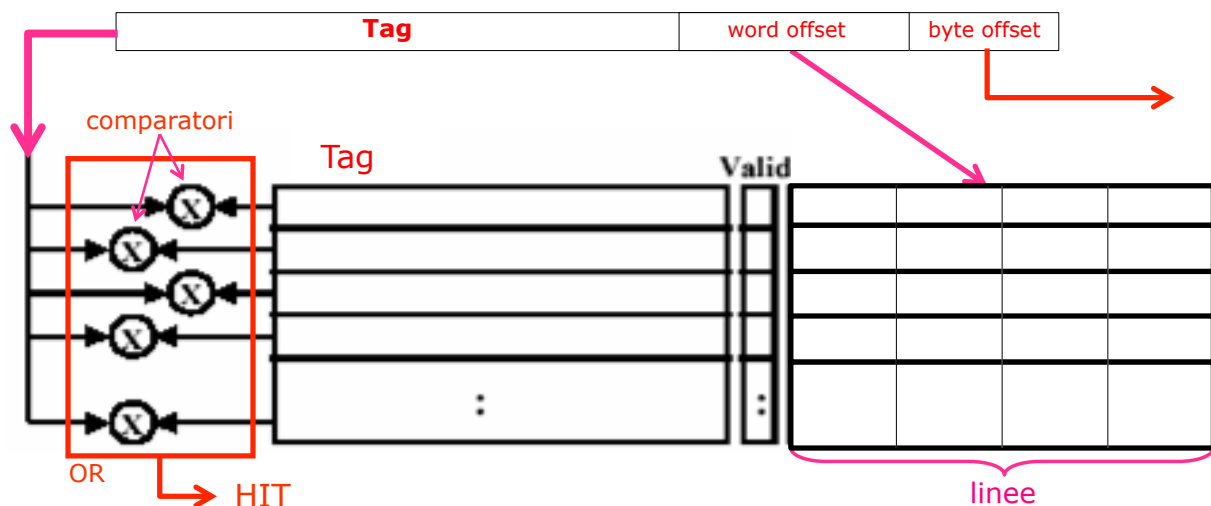 Tag word offset byte offset
comparatori
Tag
Valid
X
X
X
X
:
:
X
OR
HIT
linee